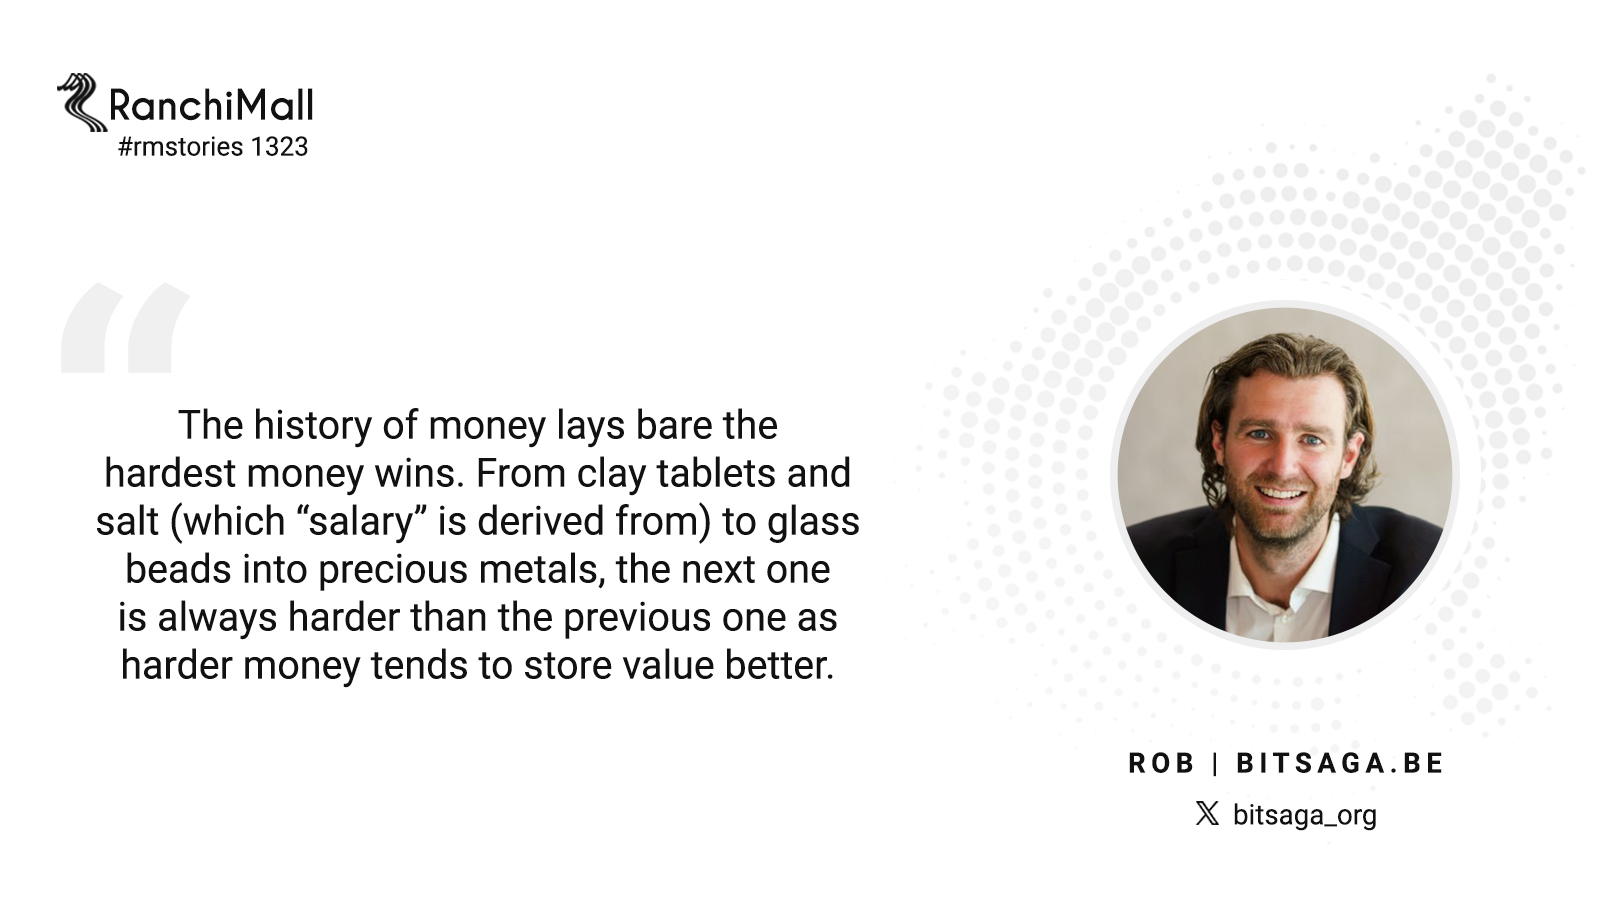 RanchiMall
#rmstories 1323
“
The history of money lays bare the
hardest money wins. From clay tablets and
salt (which “salary” is derived from) to glass
beads into precious metals, the next one
is always harder than the previous one as
harder money tends to store value better.
ROB | BITSAGA.BE
𝕏 bitsaga_org